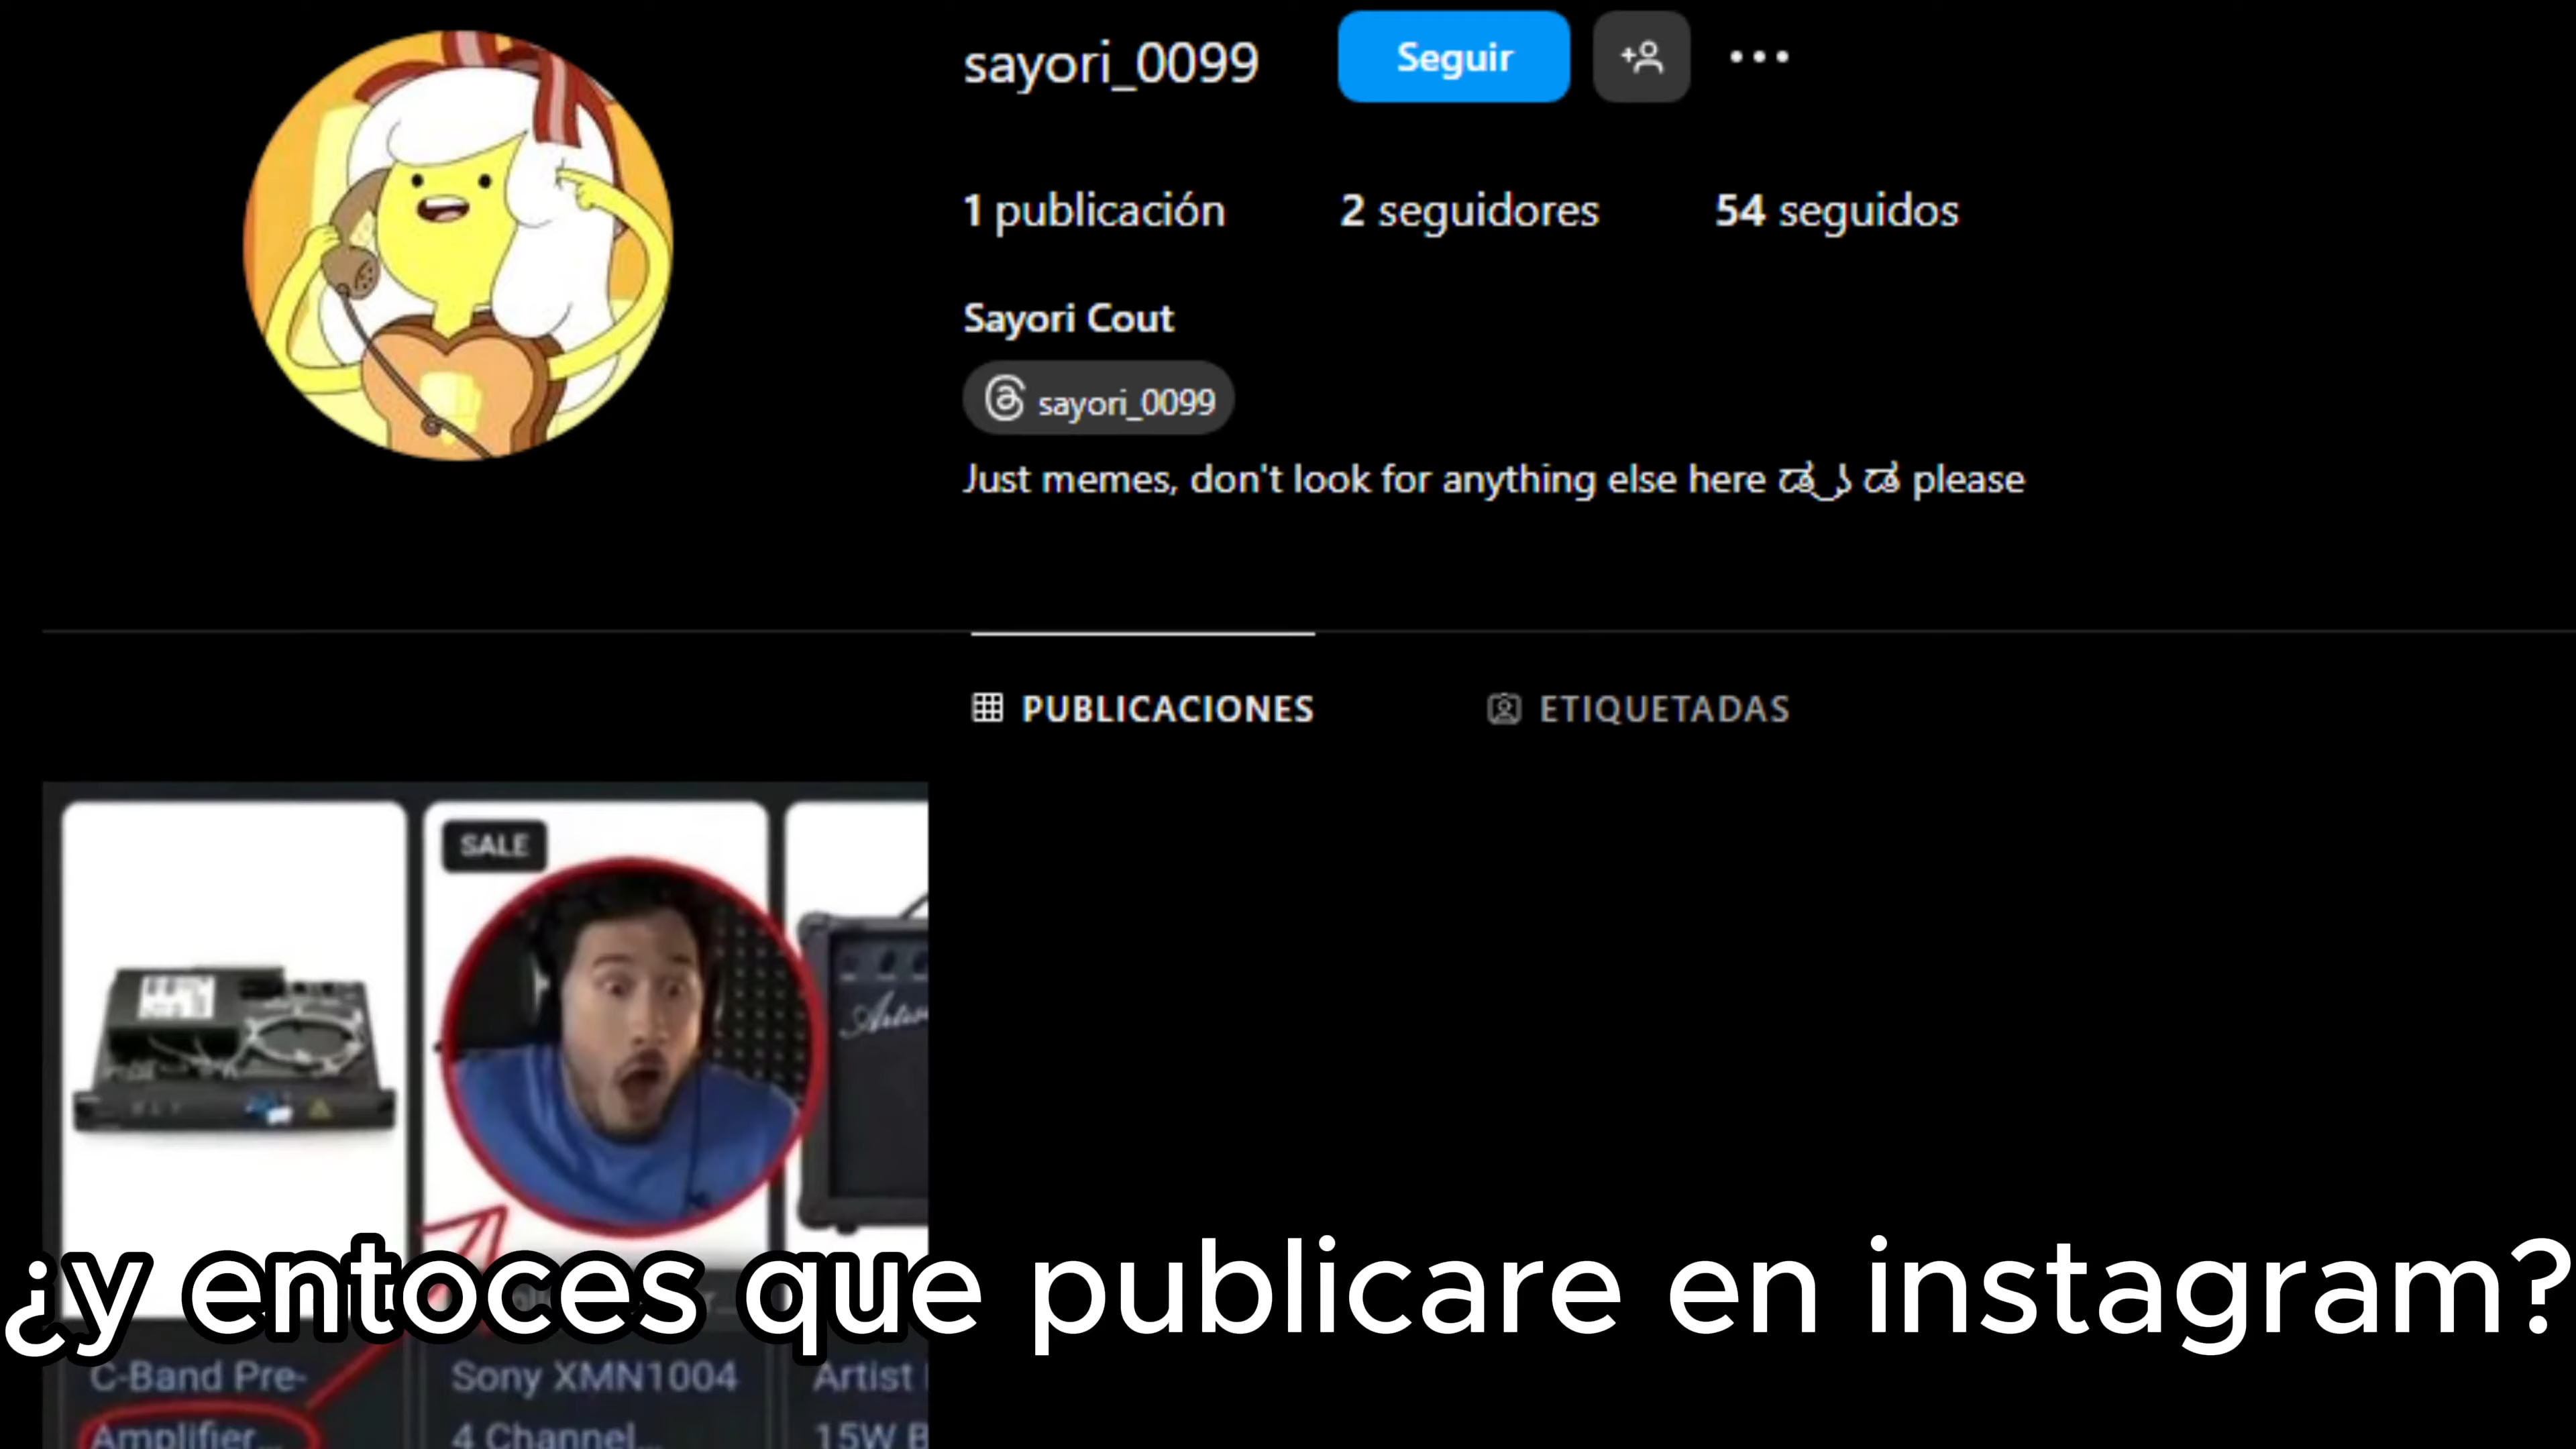 sayori_0099
Seguir
1 publicación
2 seguidores
54 seguidos
Sayori Cout
sayori_0099
Just memes, don't look for anything else here ಡ ͜ ʖ ಡ please
PUBLICACIONES
ETIQUETADAS
SALE
¿y entoces que publicare en instagram?
C-Band Pre-
Amplifier...
Sony XMN1004
4 Channel...
Artist
15W B